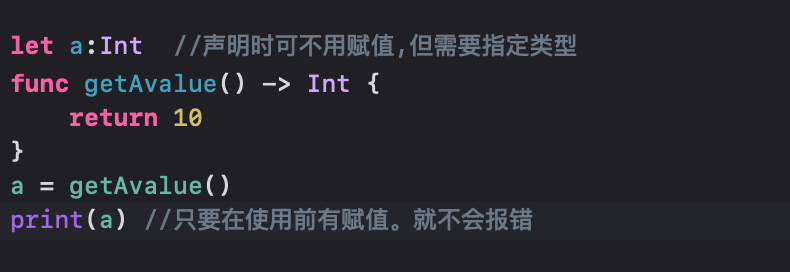 let a:Int  //声明时可不用赋值,但需要指定类型
func getAvalue() -> Int {
    return 10
}
a = getAvalue()
print(a) //只要在使用前有赋值。就不会报错